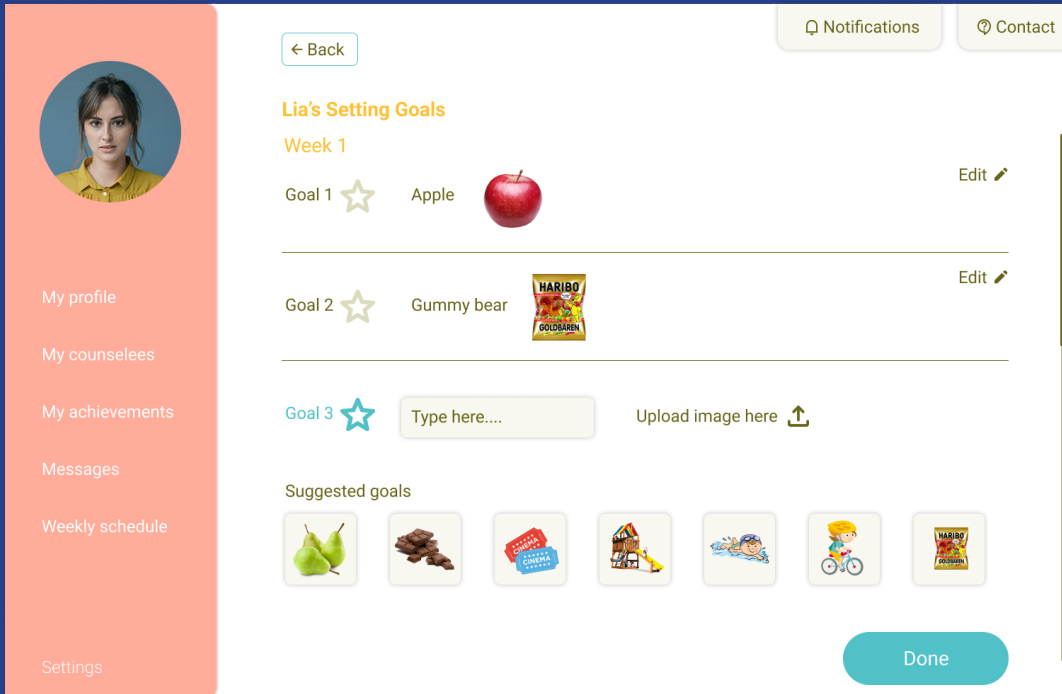 Notifications
Contact
← Back
Lia's Setting Goals
Week 1
Goal 1
Apple
Edit
Goal 2
Gummy bear
HARIBO
GOLDBÄREN
Edit
Goal 3
Type here....
Upload image here
Suggested goals
CINEMA
CINEMA
HARIBO
GOLDBÄREN
Done
My profile
My counselees
My achievements
Messages
Weekly schedule
Settings